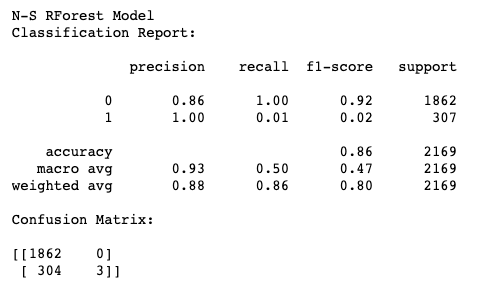 N-S RForest Model
Classification Report:
precision recall f1-score support
0 0.86 1.00 0.92 1862
1 1.00 0.01 0.02 307
accuracy 0.86 2169
macro avg 0.93 0.50 0.47 2169
weighted avg 0.88 0.86 0.80 2169
Confusion Matrix:
[[1862 0]
[ 304 3]]